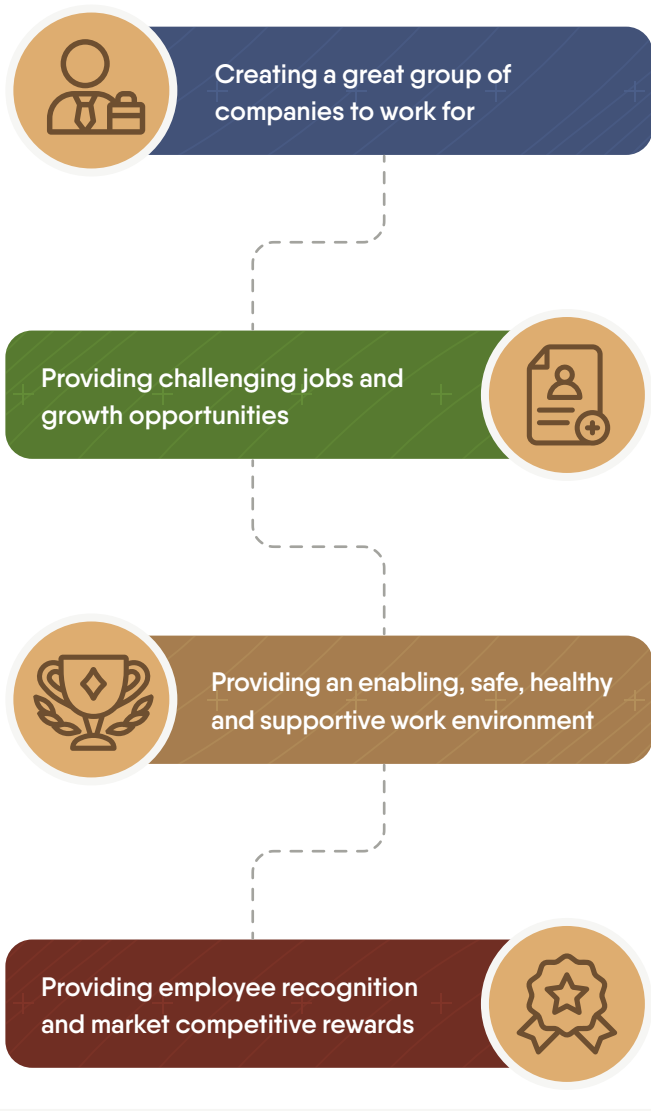 Creating a great group of
companies to work for
Providing challenging jobs and
growth opportunities
Providing an enabling, safe, healthy
and supportive work environment
Providing employee recognition
and market competitive rewards